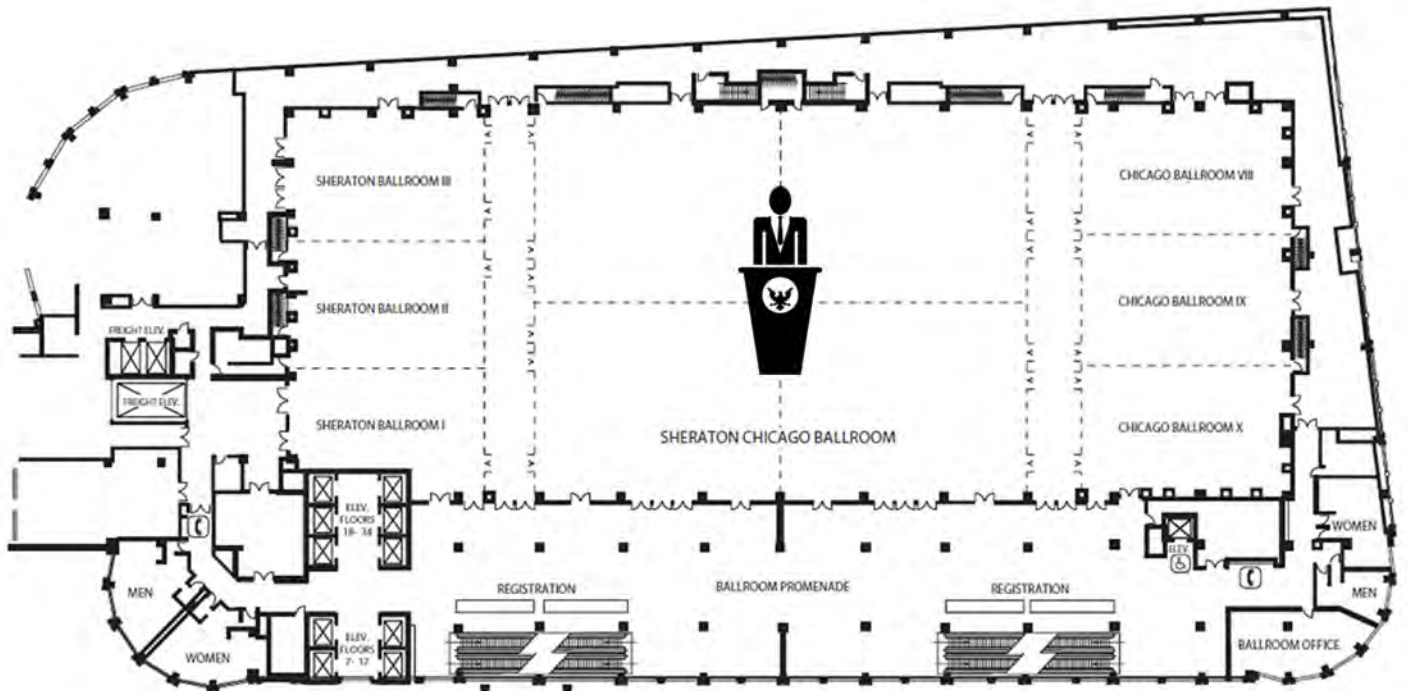 SHERATON BALLROOM III
CHICAGO BALLROOM VIII
SHERATON BALLROOM II
CHICAGO BALLROOM IX
FREIGHT ELEV.
FREIGHT ELEV.
SHERATON BALLROOM I
SHERATON CHICAGO BALLROOM
CHICAGO BALLROOM X
ELEV.
FLOORS
18- 34
WOMEN
ELEV.
MEN
REGISTRATION
BALLROOM PROMENADE
REGISTRATION
MEN
WOMEN
ELEV.
FLOORS
7- 17
BALLROOM OFFICE